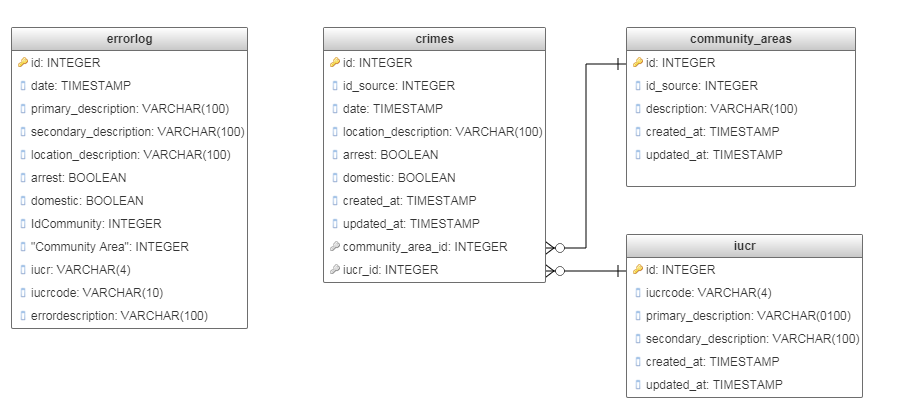 errorlog
id: INTEGER
date: TIMESTAMP
primary_description: VARCHAR(100)
secondary_description: VARCHAR(100)
location_description: VARCHAR(100)
arrest: BOOLEAN
domestic: BOOLEAN
IdCommunity: INTEGER
"Community Area": INTEGER
iucr: VARCHAR(4)
iucrcode: VARCHAR(10)
errordescription: VARCHAR(100)
crimes
id: INTEGER
id_source: INTEGER
date: TIMESTAMP
location_description: VARCHAR(100)
arrest: BOOLEAN
domestic: BOOLEAN
created_at: TIMESTAMP
updated_at: TIMESTAMP
community_area_id: INTEGER
iucr_id: INTEGER
community_areas
id: INTEGER
id_source: INTEGER
description: VARCHAR(100)
created_at: TIMESTAMP
updated_at: TIMESTAMP
iucr
id: INTEGER
iucrcode: VARCHAR(4)
primary_description: VARCHAR(0100)
secondary_description: VARCHAR(100)
created_at: TIMESTAMP
updated_at: TIMESTAMP